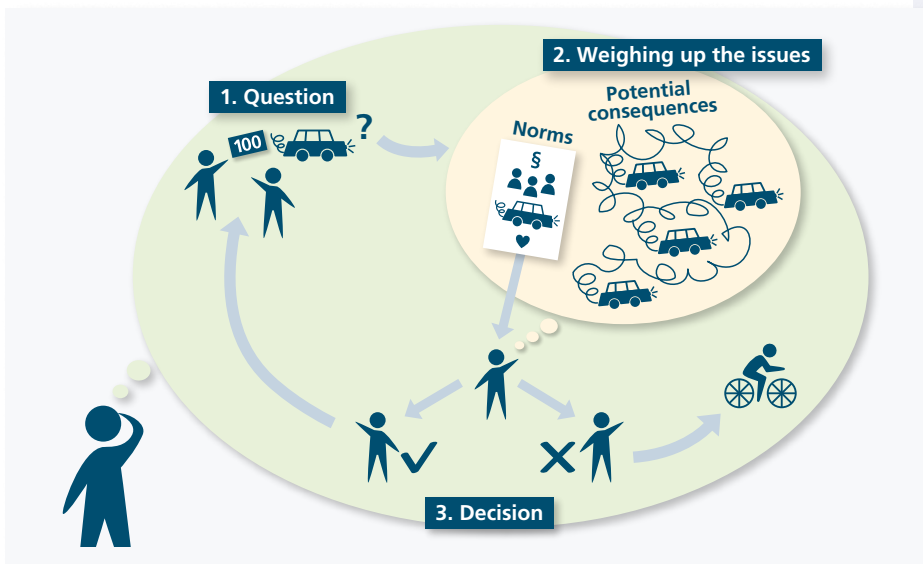 2. Weighing up the issues
1. Question
Potential
consequences
100
?
Norms
§
3. Decision